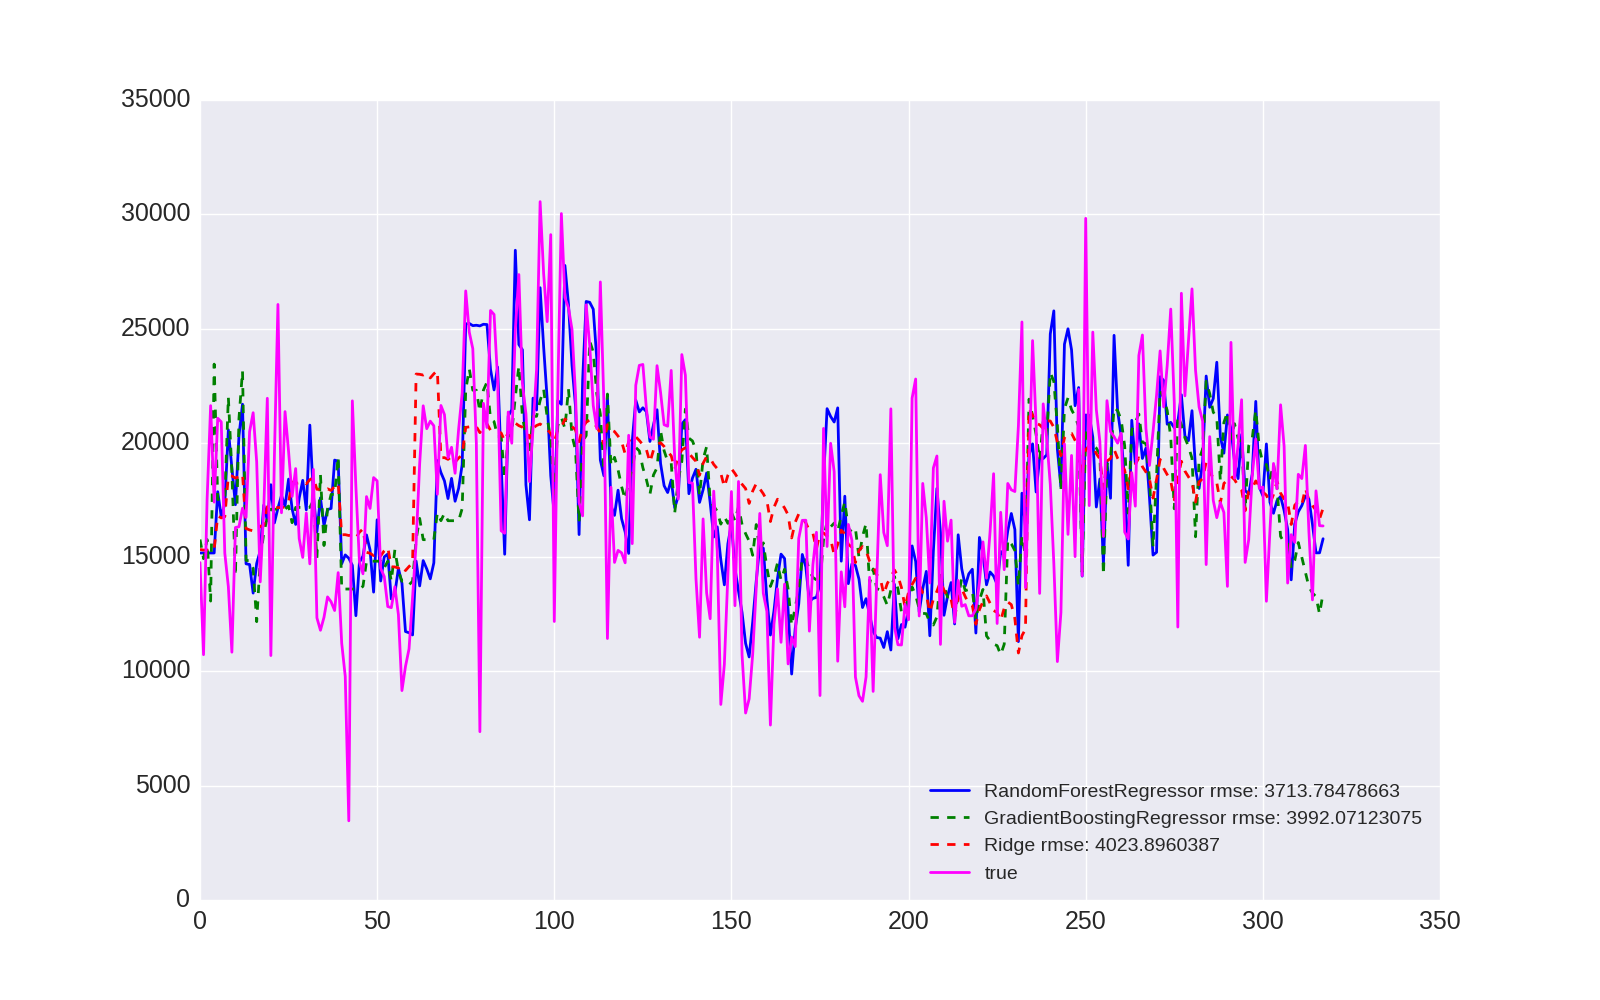 35000
30000
25000
20000
15000
10000
5000
0
0 50 100 150 200 250 300 350
RandomForestRegressor rmse: 3713.78478663
GradientBoostingRegressor rmse: 3992.07123075
Ridge rmse: 4023.8960387
true